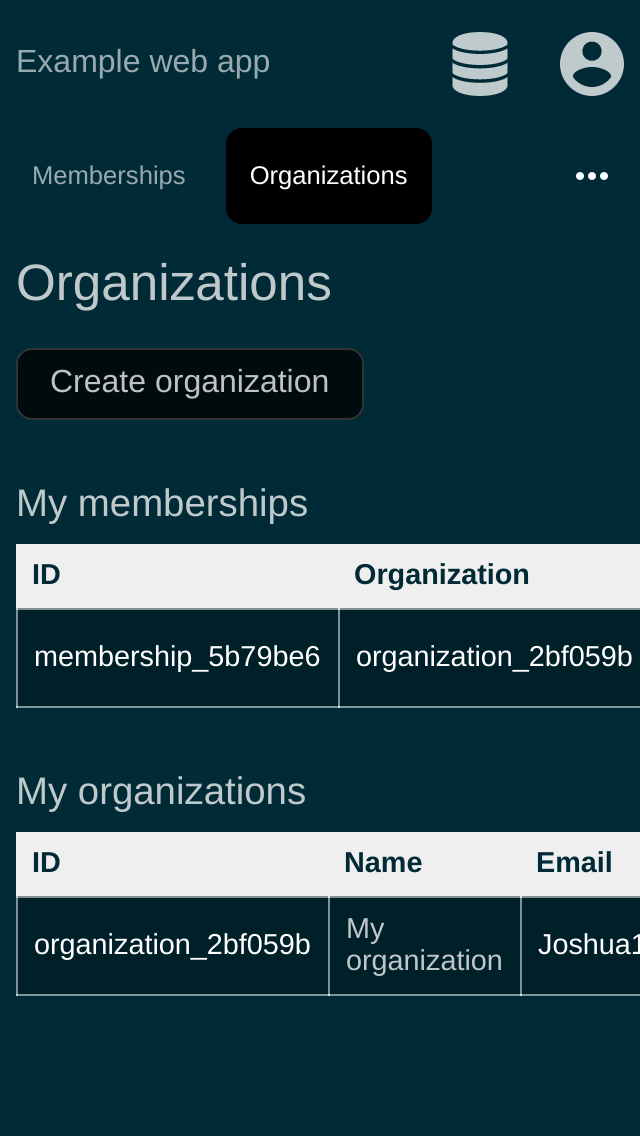 Example web app
Memberships Organizations
Organizations
Create organization
My memberships
ID Organization
membership_5b79be6 organization_2bf059b
My organizations
ID Name Email
organization_2bf059b My organization Joshua1